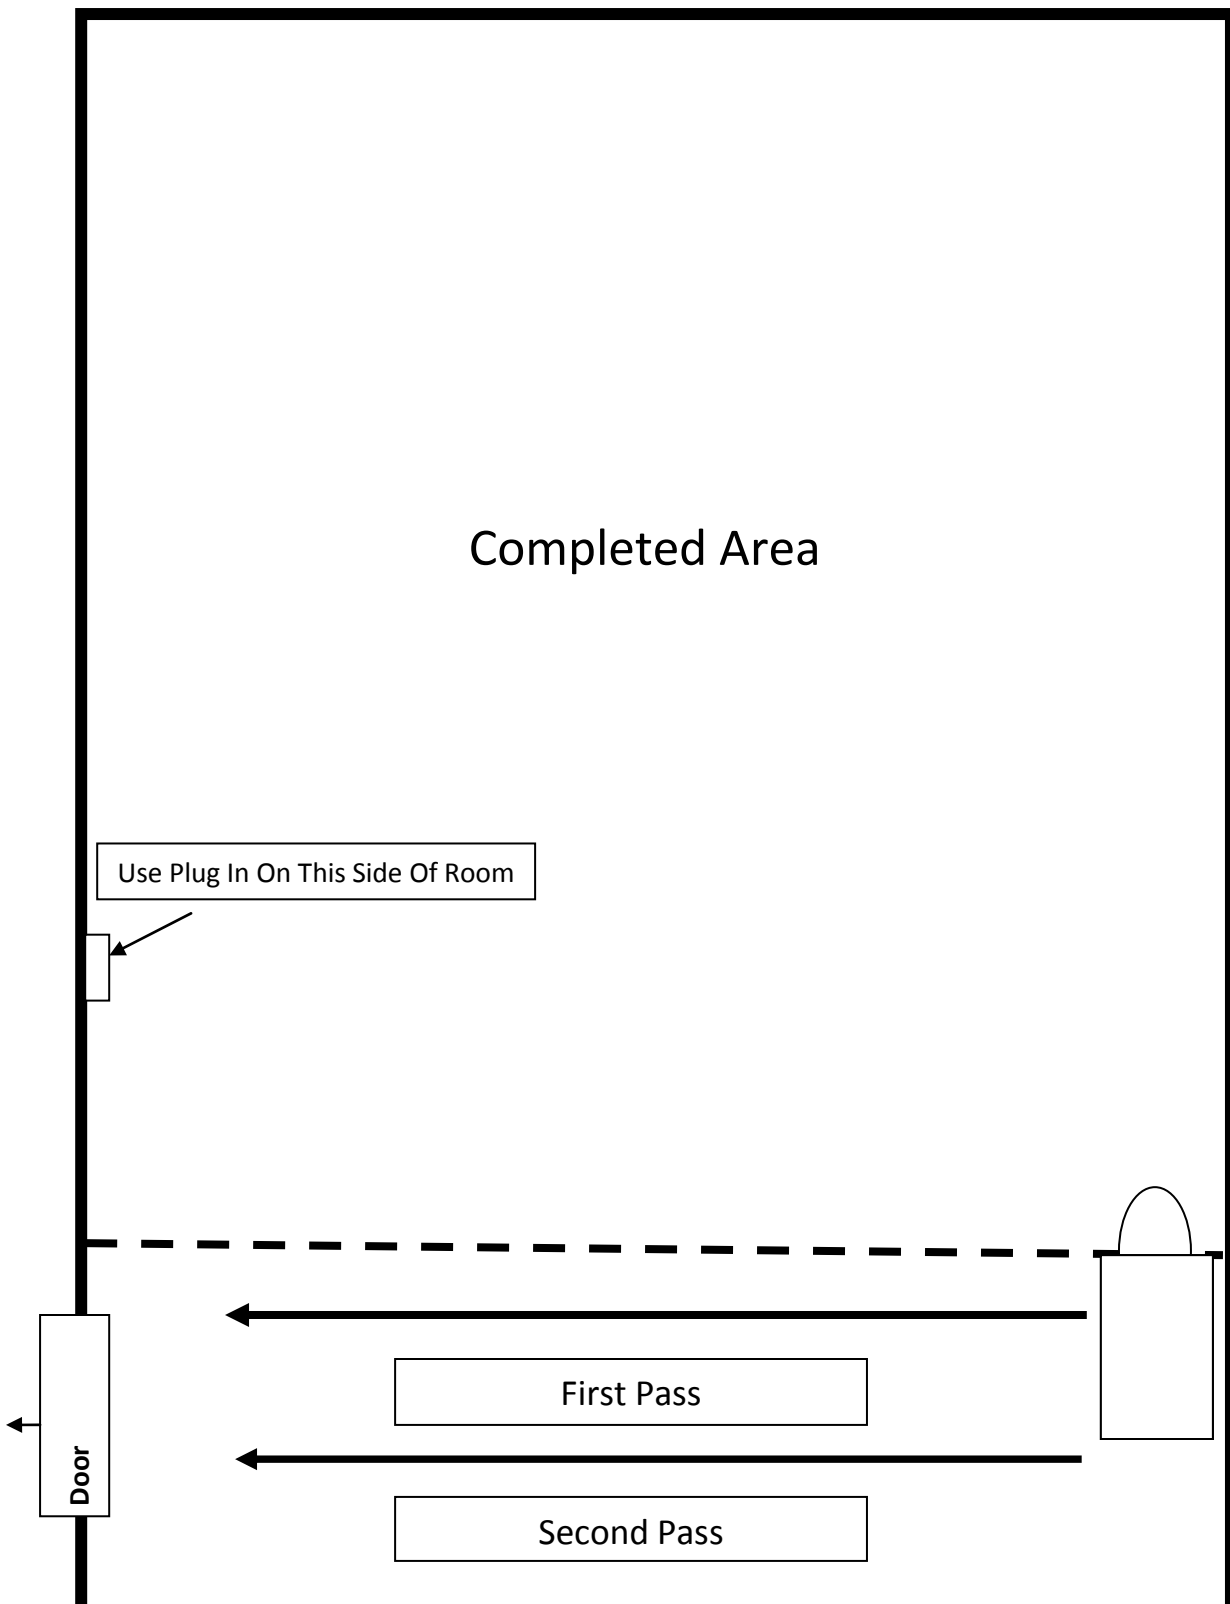 Completed Area
Use Plug In On This Side Of Room
First Pass
Door
Second Pass